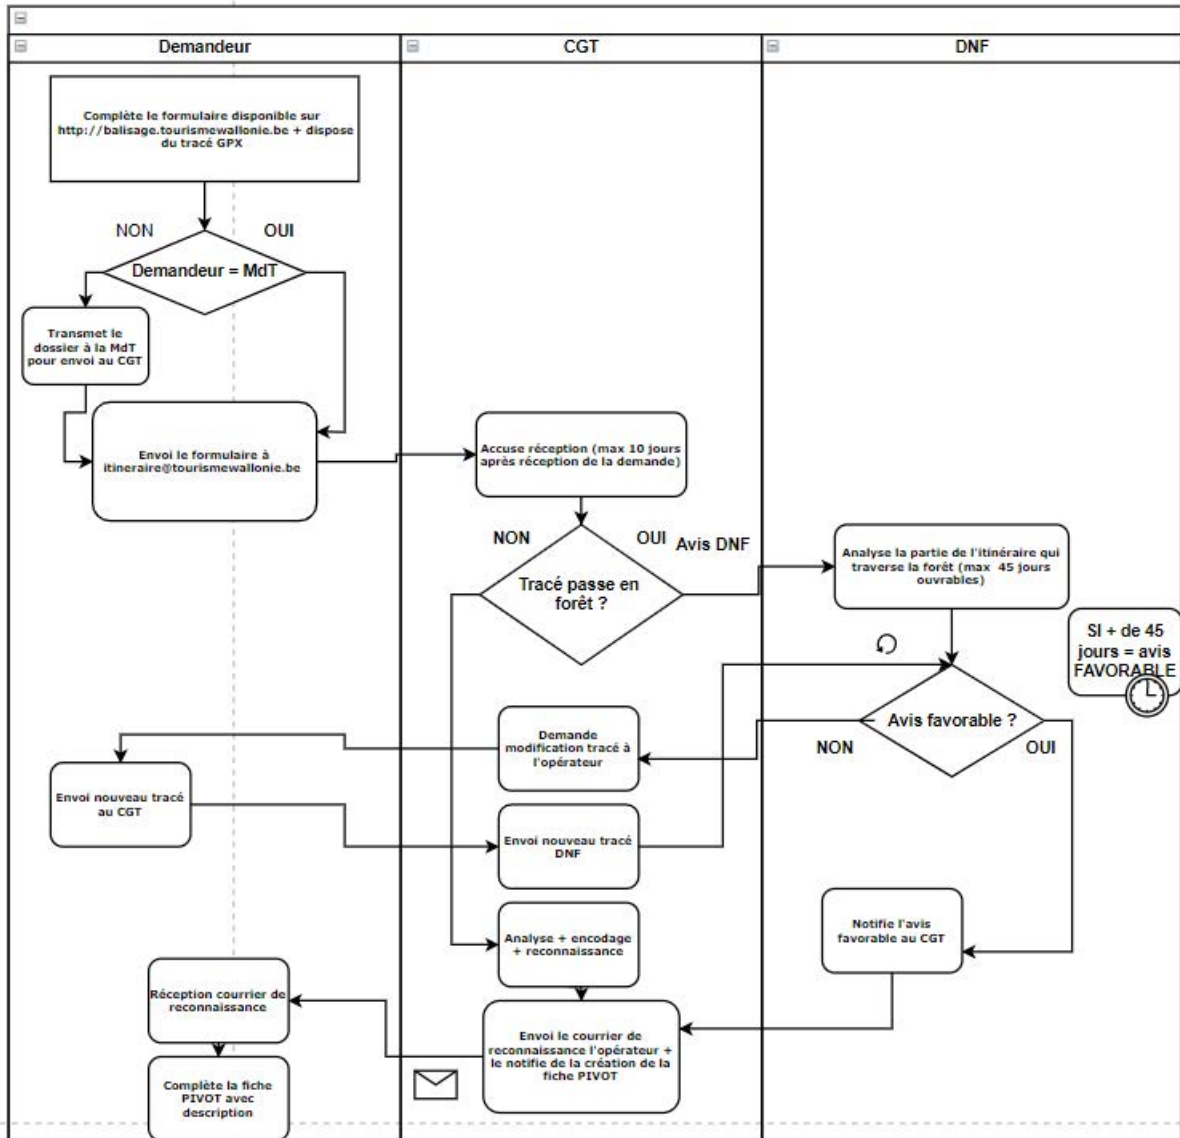 Demandeur
CGT
DNF
Complète le formulaire disponible sur
http://balisage.tourismewallonie.be + dispose
du tracé GPX
NON
OUI
Demandeur = MdT
Transmet le
dossier à la MdT
pour envoi au CGT
Envoi le formulaire à
itineraire@tourismewallonie.be
Accuse réception (max 10 jours
après réception de la demande)
NON
OUI
Avis DNF
Tracé passe en
forêt ?
Analyse la partie de l'itinéraire qui
traverse la forêt (max 45 jours
ouvrables)
SI + de 45
jours = avis
FAVORABLE
Avis favorable ?
NON
OUI
Demande
modification tracé à
l'opérateur
Envoi nouveau tracé
au CGT
Envoi nouveau tracé
DNF
Analyse + encodage
+ reconnaissance
Notifie l'avis
favorable au CGT
Réception courrier de
reconnaissance
Envoi le courrier de
reconnaissance l'opérateur +
le notifie de la création de la
fiche PIVOT
Complète la fiche
PIVOT avec
description